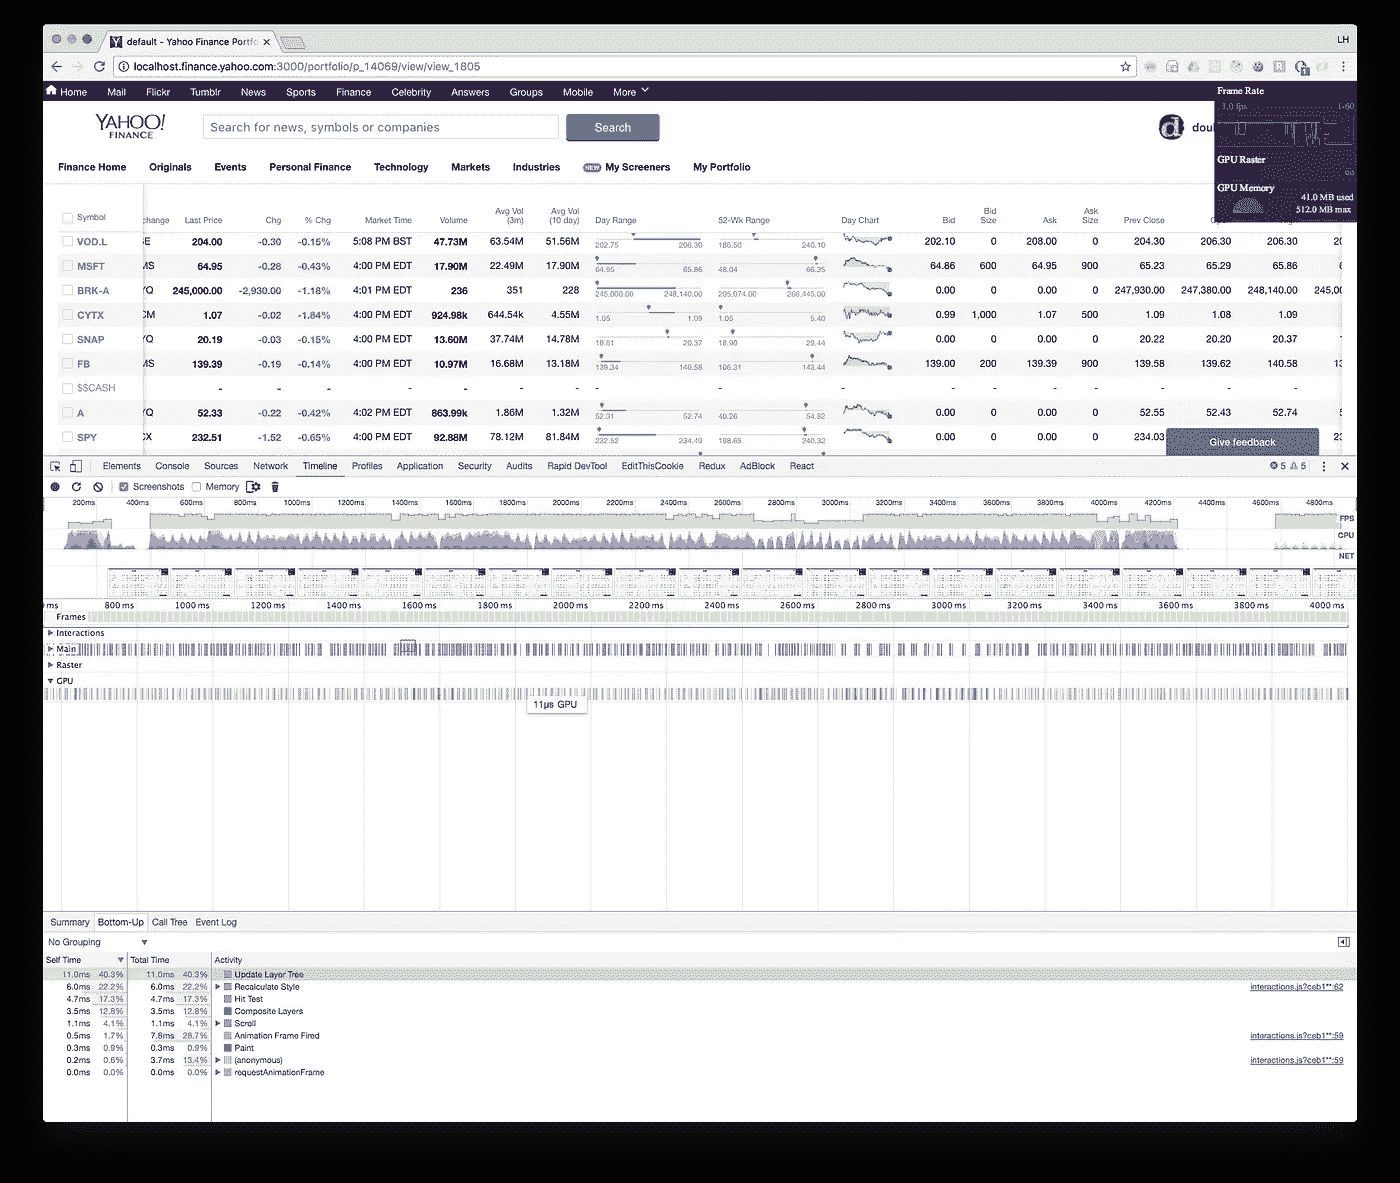 default - Yahoo Finance Portfo
LH
localhost.finance.yahoo.com:3000/portfolio/p_14069/view/view_1805
Home Mail Flickr Tumblr News Sports Finance Celebrity Answers Groups Mobile More
Frame Rate
1.0 fps 1-60
YAHOO!
FINANCE
Search for news, symbols or companies
Search
d doul
GPU Raster
on
GPU Memory
41.0 MB used
512.0 MB max
Finance Home Originals Events Personal Finance Technology Markets Industries NEW My Screeners My Portfolio
Symbol change Last Price Chg % Chg Market Time Volume Avg Vol (3m) Avg Vol (10 day) Day Range 52-Wk Range Day Chart Bid Bid Size Ask Ask Size Prev Close
VOD.L SE 204.00 -0.30 -0.15% 5:08 PM BST 47.73M 63.54M 51.56M 202.75 206.30 186.50 240.10 202.10 0 208.00 0 204.30 206.30 206.30 20
MSFT MS 64.95 -0.28 -0.43% 4:00 PM EDT 17.90M 22.49M 17.90M 64.95 65.86 48.04 66.35 64.86 600 64.95 900 65.23 65.29 65.86 6
BRK-A YQ 245,000.00 -2,930.00 -1.18% 4:01 PM EDT 236 351 228 245,000.00 248,140.00 205,074.00 266,445.00 0.00 0 0.00 0 247,930.00 247,380.00 248,140.00 245,0
CYTX CM 1.07 -0.02 -1.84% 4:00 PM EDT 924.98k 644.54k 4.55M 1.05 1.09 1.05 5.40 0.99 1,000 1.07 500 1.09 1.08 1.09
SNAP YQ 20.19 -0.03 -0.15% 4:00 PM EDT 13.60M 37.74M 14.78M 19.81 20.37 18.90 29.44 0.00 0 0.00 0 20.22 20.20 20.37
FB MS 139.39 -0.19 -0.14% 4:00 PM EDT 10.97M 16.68M 13.18M 139.34 140.58 106.31 143.44 139.00 200 139.39 900 139.58 139.62 140.58 13
$$CASH - - - - - - - - - - - - - - - -
A YQ 52.33 -0.22 -0.42% 4:02 PM EDT 863.99k 1.86M 1.32M 52.31 52.74 40.26 54.82 0.00 0 0.00 0 52.55 52.43 52.74 5
SPY CX 232.51 -1.52 -0.65% 4:00 PM EDT 92.88M 78.12M 81.84M 232.52 234.49 198.65 240.32 0.00 0 0.00 0 234.03 23
Give feedback
Elements Console Sources Network Timeline Profiles Application Security Audits Rapid DevTool EditThisCookie Redux AdBlock React 5 5
Screenshots Memory
200ms 400ms 600ms 800ms 1000ms 1200ms 1400ms 1600ms 1800ms 2000ms 2200ms 2400ms 2600ms 2800ms 3000ms 3200ms 3400ms 3600ms 3800ms 4000ms 4200ms 4400ms 4600ms 4800ms
FPS
CPU
NET
ms 800 ms 1000 ms 1200 ms 1400 ms 1600 ms 1800 ms 2000 ms 2200 ms 2400 ms 2600 ms 2800 ms 3000 ms 3200 ms 3400 ms 3600 ms 3800 ms 4000 ms
Frames
Interactions
Main
Raster
GPU
11μs GPU
Summary Bottom-Up Call Tree Event Log
No Grouping
Self Time Total Time Activity
11.0ms 40.3% 11.0ms 40.3% Update Layer Tree
6.0ms 22.2% 6.0ms 22.2% Recalculate Style interactions.js?ceb1**:62
4.7ms 17.3% 4.7ms 17.3% Hit Test
3.5ms 12.8% 3.5ms 12.8% Composite Layers
1.1ms 4.1% 1.1ms 4.1% Scroll
0.5ms 1.7% 7.8ms 28.7% Animation Frame Fired interactions.js?ceb1**:59
0.3ms 0.9% 0.3ms 0.9% Paint
0.2ms 0.6% 3.7ms 13.4% (anonymous) interactions.js?ceb1**:59
0.0ms 0.0% 0.0ms 0.0% requestAnimationFrame